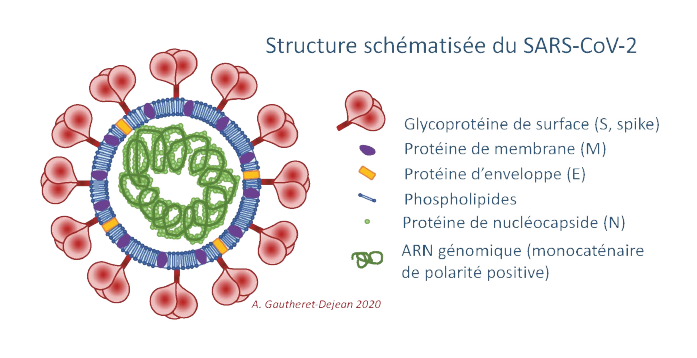 Structure schématisée du SARS-CoV-2
Glycoprotéine de surface (S, spike)
Protéine de membrane (M)
Protéine d'enveloppe (E)
Phospholipides
Protéine de nucléocapside (N)
ARN génomique (monocaténaire
de polarité positive)
A. Gautheret-Dejean 2020